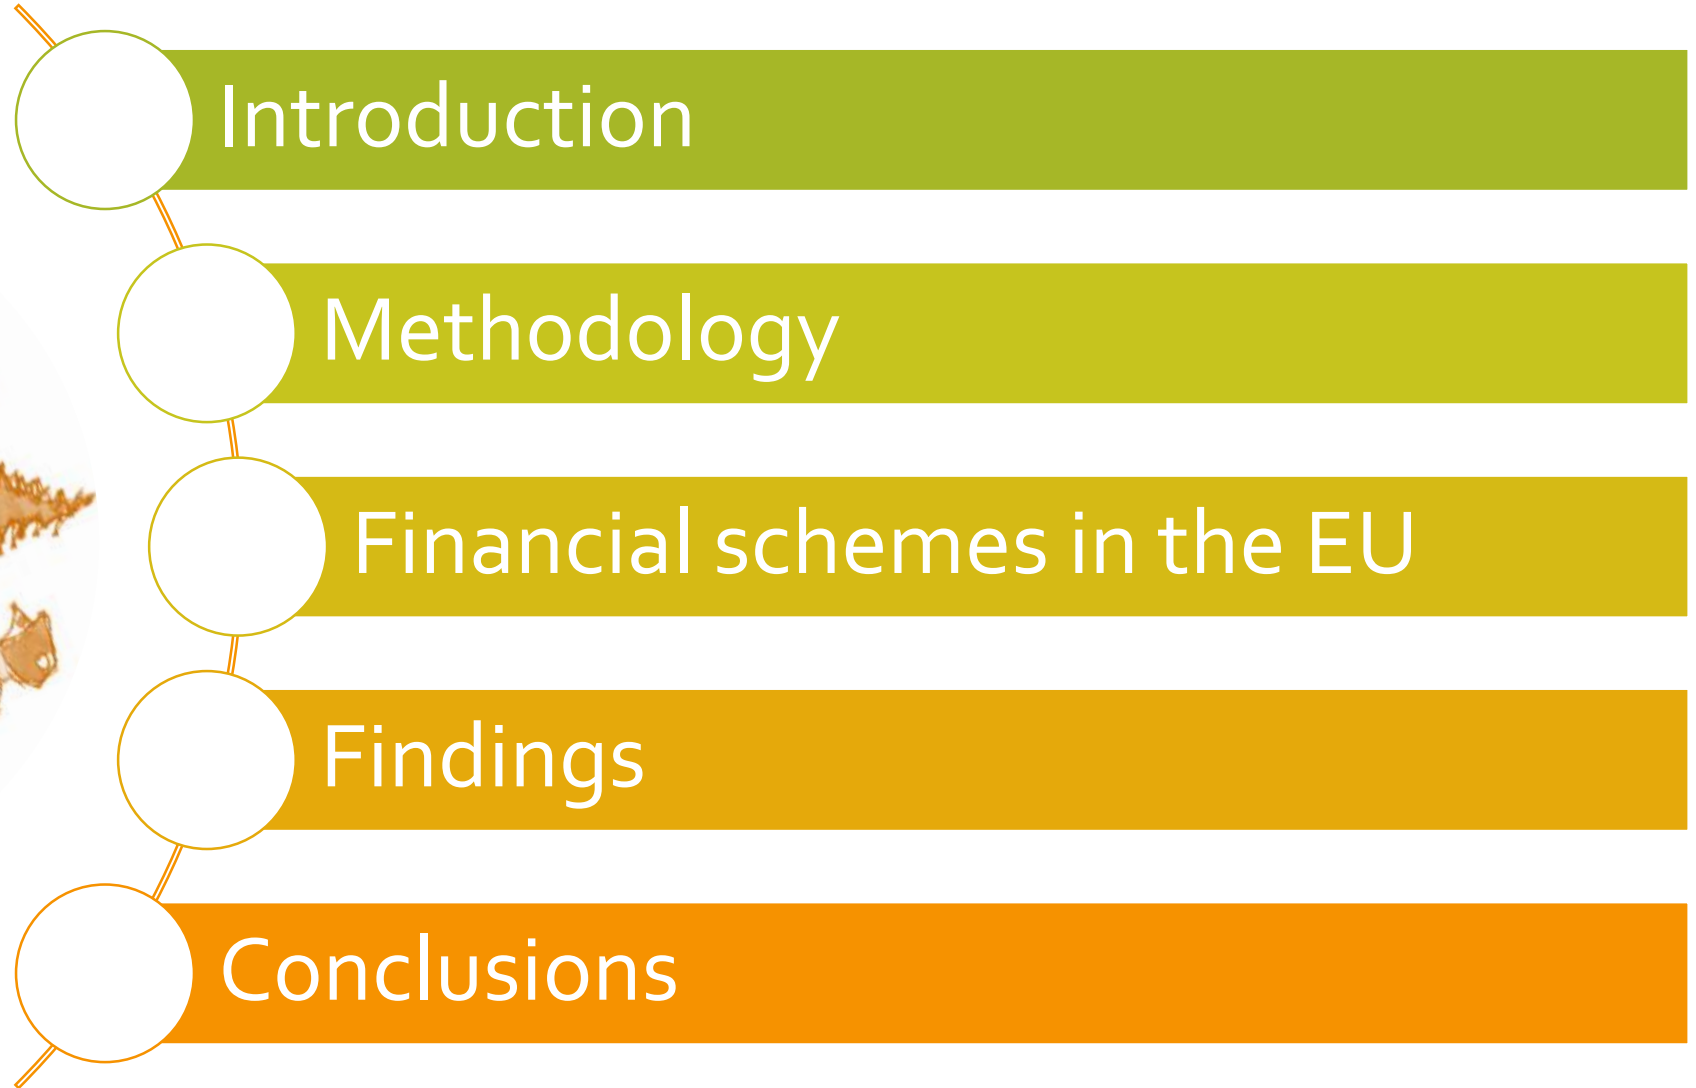 Introduction
Methodology
Financial schemes in the EU
Findings
Conclusions